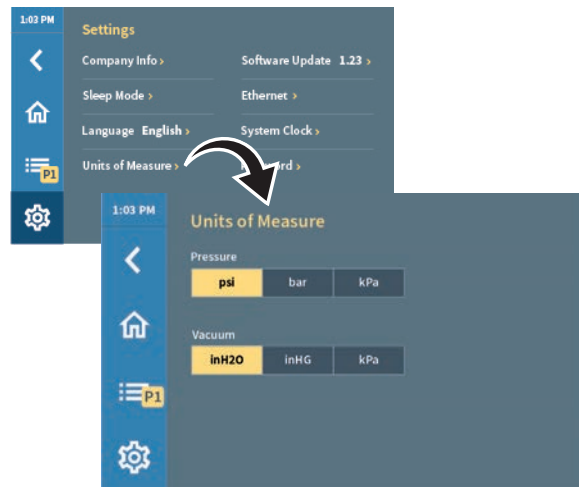 1:03 PM
Settings
Company Info >
Software Update 1.23 >
Sleep Mode >
Ethernet >
Language English >
System Clock >
Units of Measure >
P1
1:03 PM
Units of Measure
Pressure
psi bar kPa
Vacuum
inH2O inHG kPa
P1